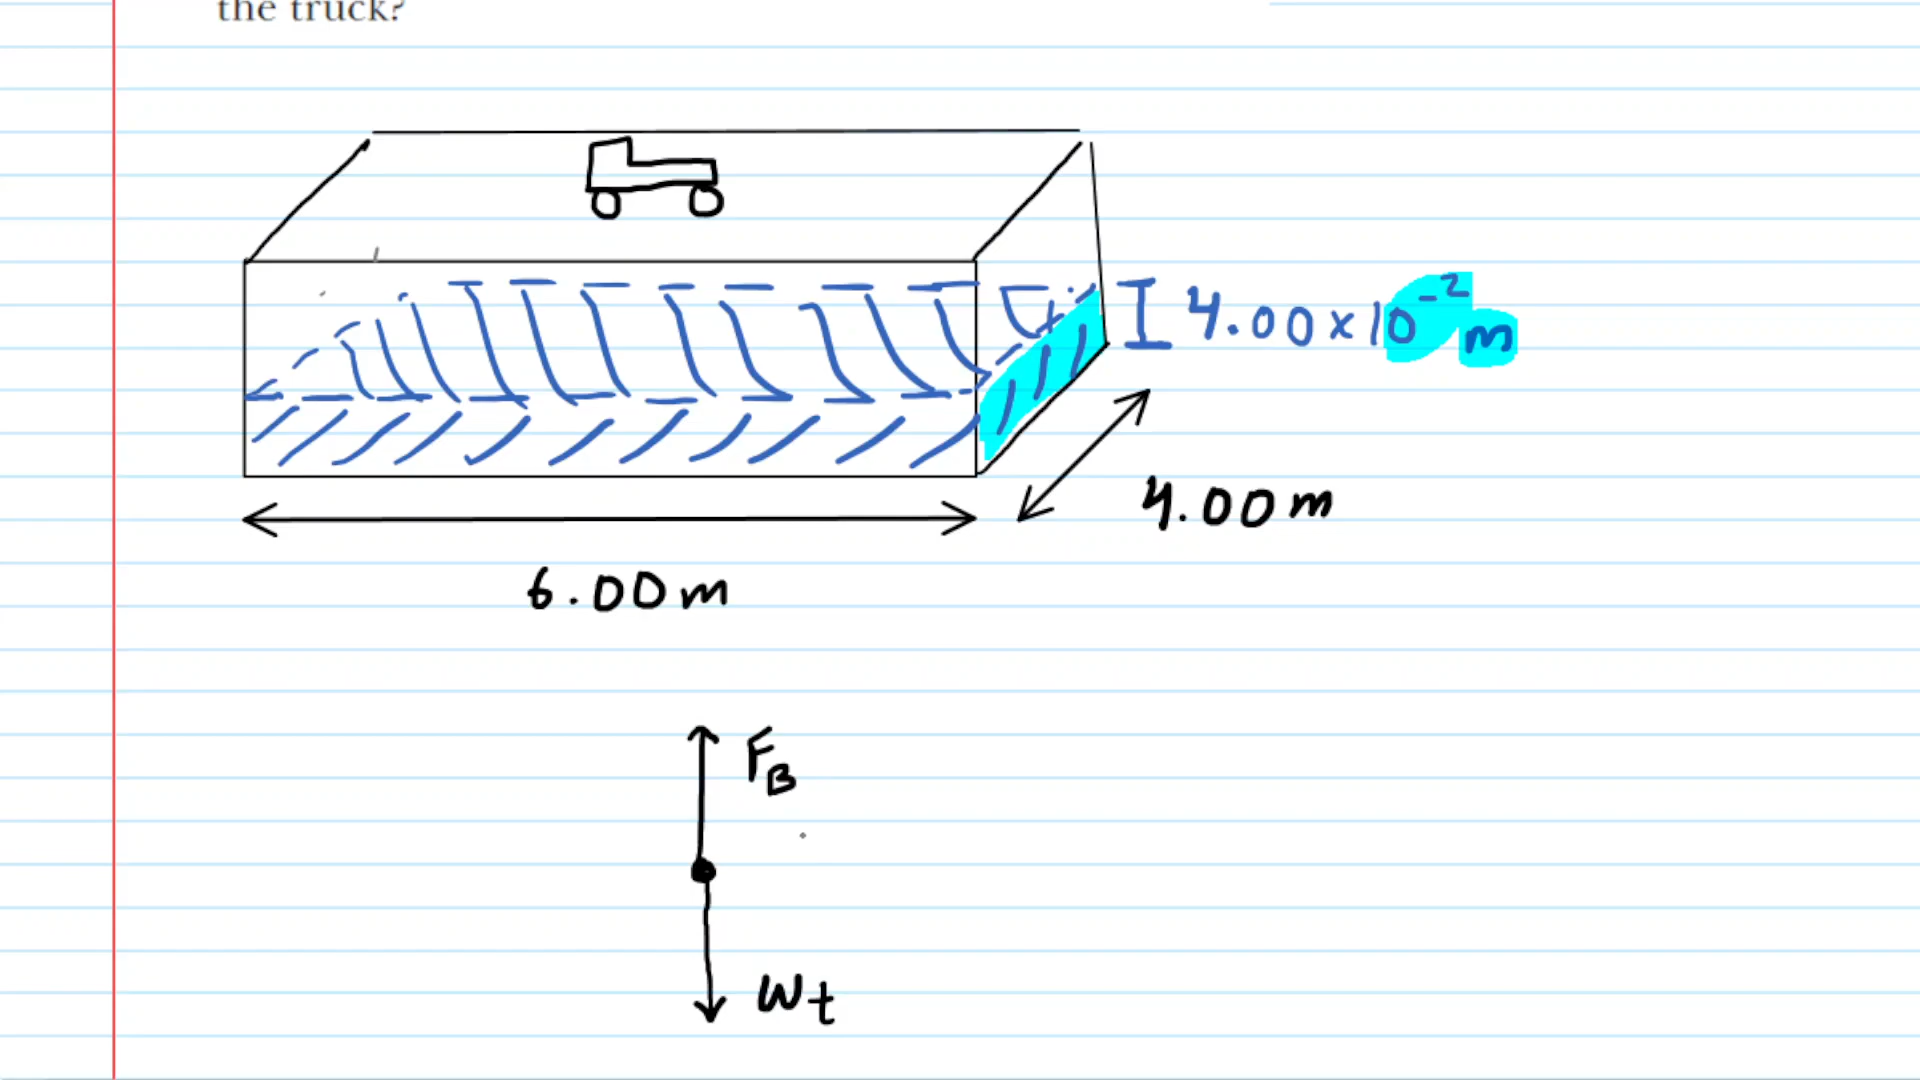 the truck?
4.00 x 10⁻² m
4.00 m
6.00 m
F_B
W_t